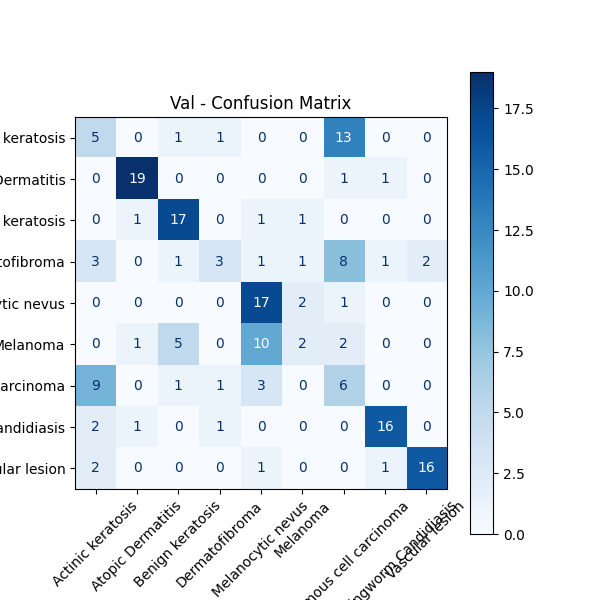 Val - Confusion Matrix
keratosis 5 0 1 1 0 0 13 0 0
Dermatitis 0 19 0 0 0 0 1 1 0
keratosis 0 1 17 0 1 1 0 0 0
tofibroma 3 0 1 3 1 1 8 1 2
tic nevus 0 0 0 0 17 2 1 0 0
Melanoma 0 1 5 0 10 2 2 0 0
arcinoma 9 0 1 1 3 0 6 0 0
andidiasis 2 1 0 1 0 0 0 16 0
ular lesion 2 0 0 0 1 0 0 1 16
Actinic keratosis
Atopic Dermatitis
Benign keratosis
Dermatofibroma
Melanocytic nevus
Melanoma
mous cell carcinoma
ngworm Candidiasis
Vascular lesion
17.5
15.0
12.5
10.0
7.5
5.0
2.5
0.0